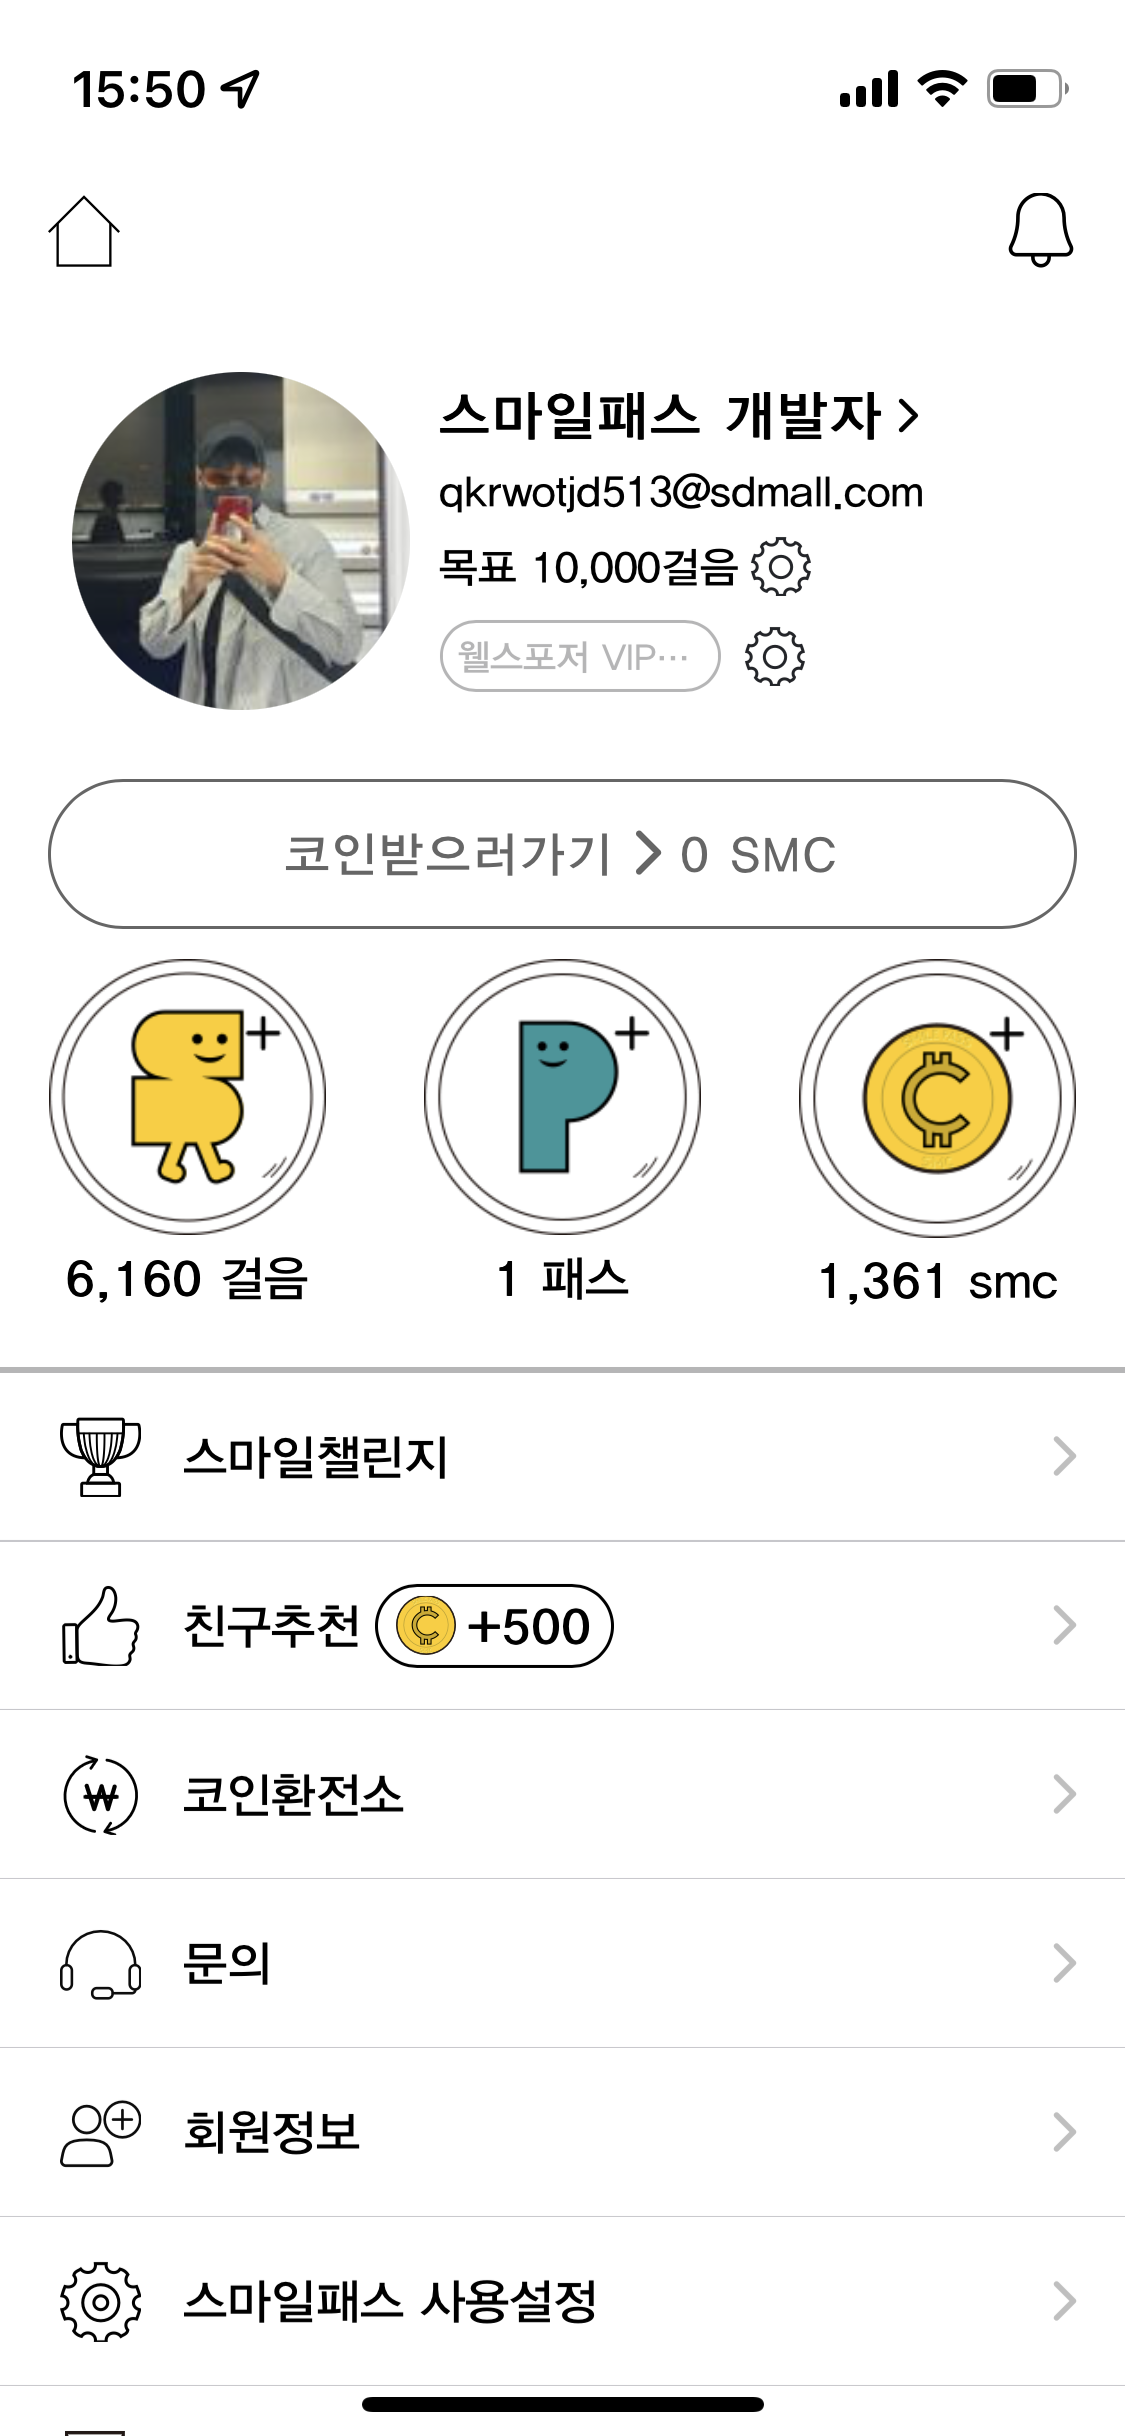 15:50
스마일패스 개발자
qkrwotjd513@sdmall.com
목표 10,000걸음
웰스포저 VIP…
코인받으러가기 > 0 SMC
6,160 걸음
1 패스
1,361 smc
스마일챌린지
친구추천 +500
코인환전소
문의
회원정보
스마일패스 사용설정